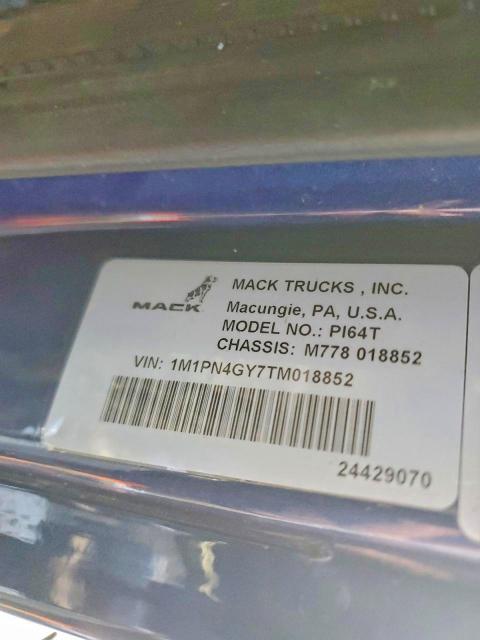 MACK
MACK TRUCKS , INC.
Macungie, PA, U.S.A.
MODEL NO.: PI64T
CHASSIS: M778 018852
VIN: 1M1PN4GY7TM018852
24429070